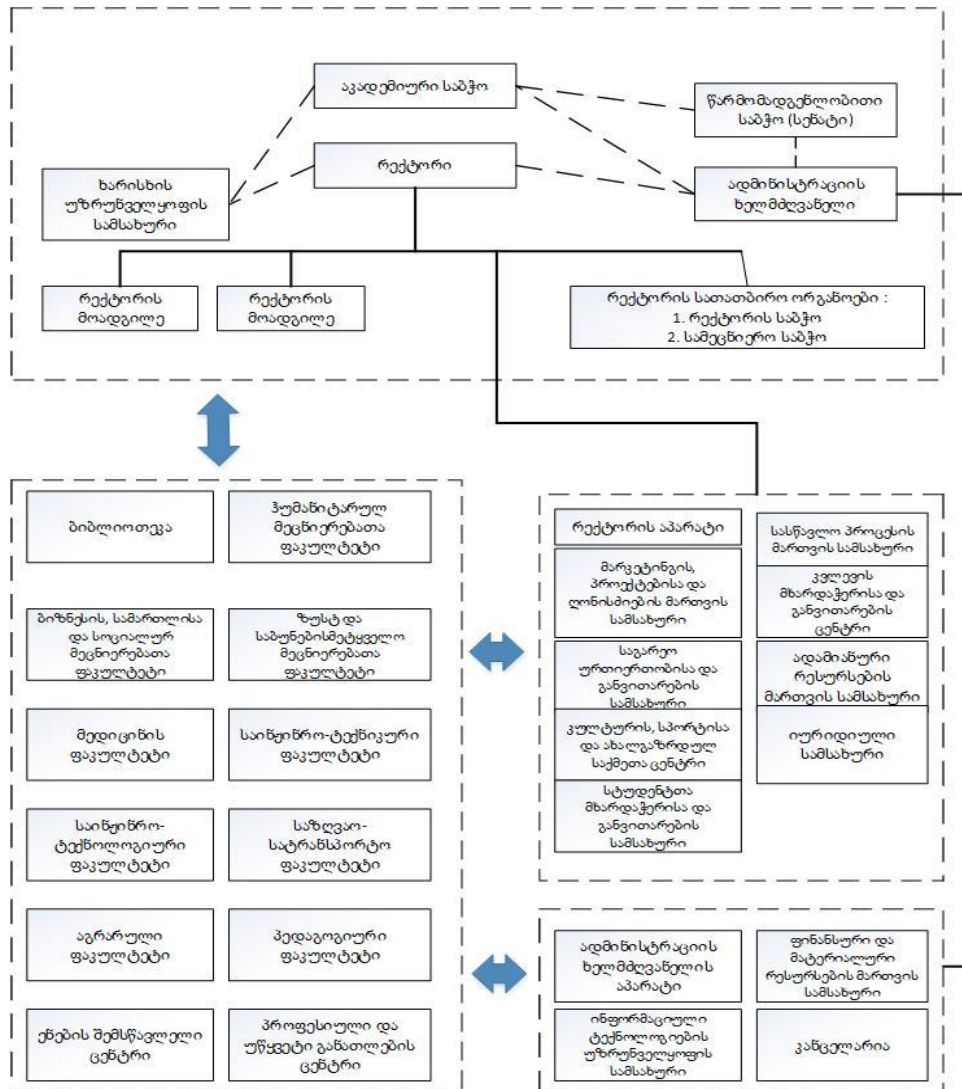 აკადემიური საბჭო
წარმომადგენლობითი
საბჭო (სენატი)
რექტორი
ხარისხის
უზრუნველყოფის
სამსახური
ადმინისტრაციის
ხელმძღვანელი
რექტორის
მოადგილე
რექტორის
მოადგილე
რექტორის სათათბირო ორგანოები :
1. რექტორის საბჭო
2. სამეცნიერო საბჭო
ბიბლიოთეკა
ჰუმანიტარულ
მეცნიერებათა
ფაკულტეტი
ბიზნესის, სამართლისა
და სოციალურ
მეცნიერებათა
ფაკულტეტი
ზუსტ და
საბუნებისმეტყველო
მეცნიერებათა
ფაკულტეტი
მედიცინის
ფაკულტეტი
საინჟინრო-ტექნიკური
ფაკულტეტი
საინჟინრო-
ტექნოლოგიური
ფაკულტეტი
საზღვაო-
სატრანსპორტო
ფაკულტეტი
აგრარული
ფაკულტეტი
პედაგოგიური
ფაკულტეტი
ენების შემსწავლელი
ცენტრი
პროფესიული და
უწყვეტი განათლების
ცენტრი
რექტორის აპარატი
მარკეტინგის,
პროექტებისა და
ღონისმიების მართვის
სამსახური
საგარეო
ურთიერთობისა და
განვითარების
სამსახური
კულტურის, სპორტისა
და ახალგაზრდულ
საქმეთა ცენტრი
სტუდენტთა
მხარდაჭერისა და
განვითარების
სამსახური
სასწავლო პროცესის
მართვის სამსახური
კვლევის
მხარდაჭერისა და
განვითარების
ცენტრი
ადამიანური
რესურსების
მართვის სამსახური
იურიდიული
სამსახური
ადმინისტრაციის
ხელმძღვანელის
აპარატი
ფინანსური და
მატერიალური
რესურსების მართვის
სამსახური
ინფორმაციული
ტექნოლოგიების
უზრუნველყოფის
სამსახური
კანცელარია